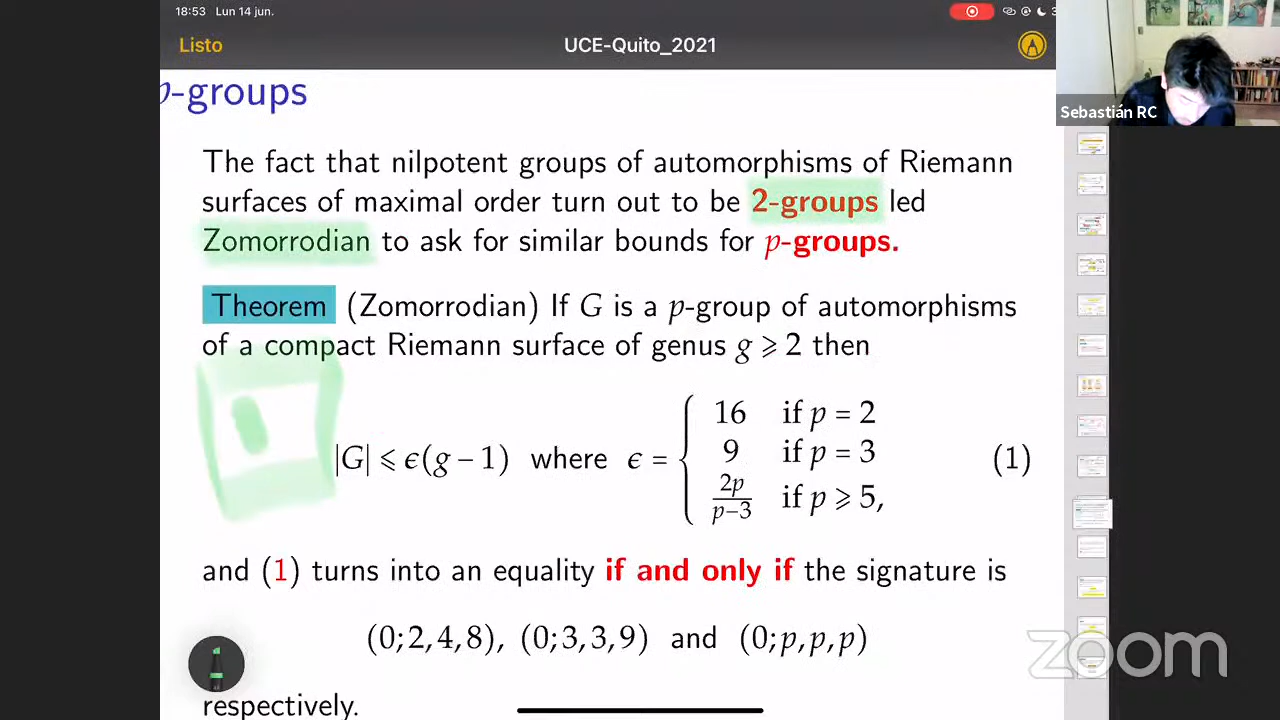 18:53 Lun 14 jun.
Listo
UCE-Quito_2021
p-groups
Sebastián RC
The fact that nilpotent groups of automorphisms of Riemann
surfaces of maximal order turn out to be 2-groups led
Zomorrodian to ask for similar bounds for p-groups.
Theorem (Zomorrodian) If G is a p-group of automorphisms
of a compact Riemann surface of genus g ⩾ 2 then
|G| ⩽ ϵ(g − 1) where ϵ = { 16 if p = 2
9 if p = 3
2p/(p−3) if p ⩾ 5,
(1)
and (1) turns into an equality if and only if the signature is
(0; 2, 4, 8), (0; 3, 3, 9) and (0; p, p, p)
respectively.
zoom